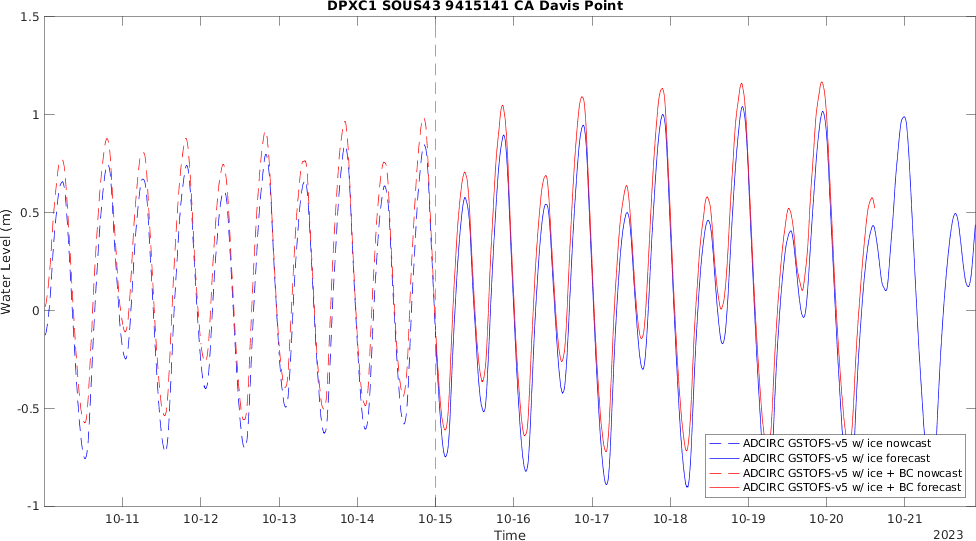 DPXC1 SOUS43 9415141 CA Davis Point
1.5
1
0.5
0
-0.5
-1
Water Level (m)
10-11 10-12 10-13 10-14 10-15 10-16 10-17 10-18 10-19 10-20 10-21
Time
2023
ADCIRC GSTOFS-v5 w/ ice nowcast
ADCIRC GSTOFS-v5 w/ ice forecast
ADCIRC GSTOFS-v5 w/ ice + BC nowcast
ADCIRC GSTOFS-v5 w/ ice + BC forecast